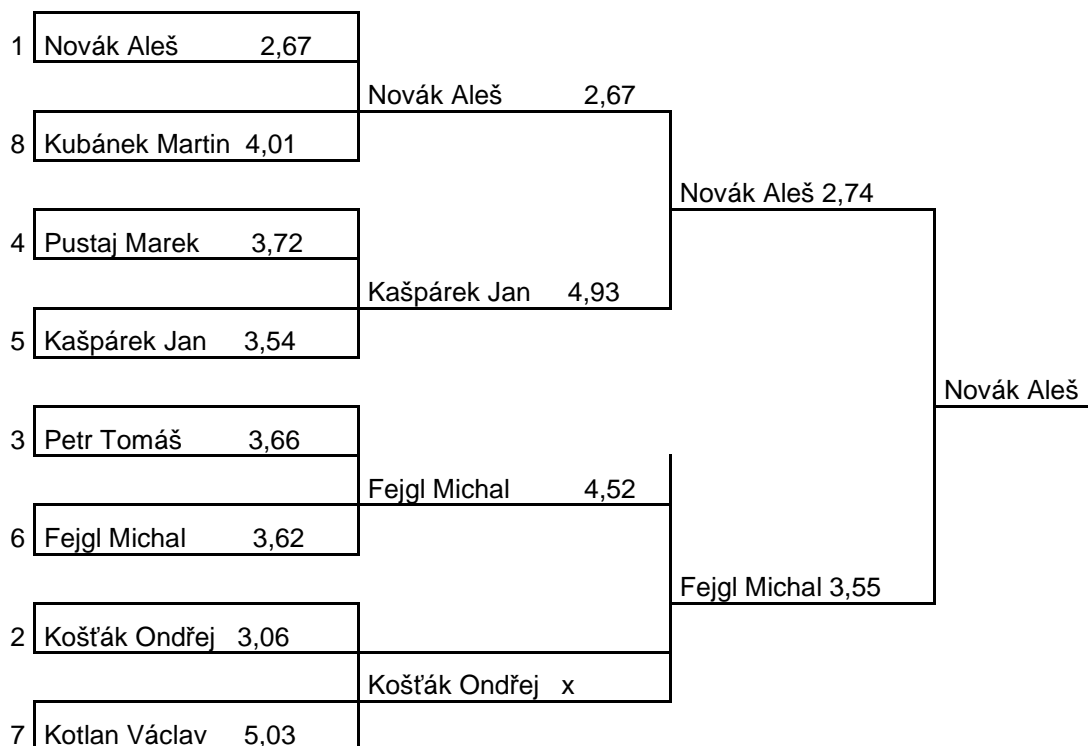 1 Novák Aleš 2,67
Novák Aleš 2,67
8 Kubánek Martin 4,01
Novák Aleš 2,74
4 Pustaj Marek 3,72
Kašpárek Jan 4,93
5 Kašpárek Jan 3,54
Novák Aleš
3 Petr Tomáš 3,66
Fejgl Michal 4,52
6 Fejgl Michal 3,62
Fejgl Michal 3,55
2 Košťák Ondřej 3,06
Košťák Ondřej x
7 Kotlan Václav 5,03